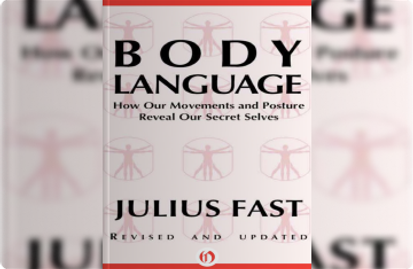 BODY
LANGUAGE
How Our Movements and Posture
Reveal Our Secret Selves
JULIUS FAST
REVISED AND UPDATED